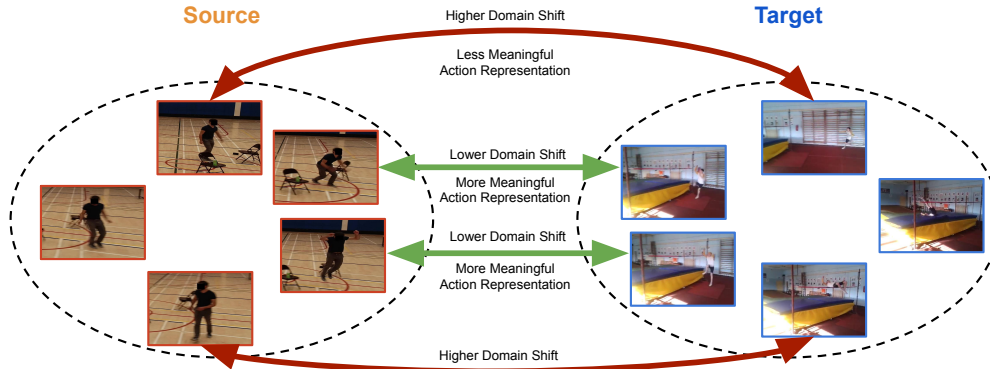 Source
Higher Domain Shift
Target
Less Meaningful
Action Representation
Lower Domain Shift
More Meaningful
Action Representation
Lower Domain Shift
More Meaningful
Action Representation
Higher Domain Shift